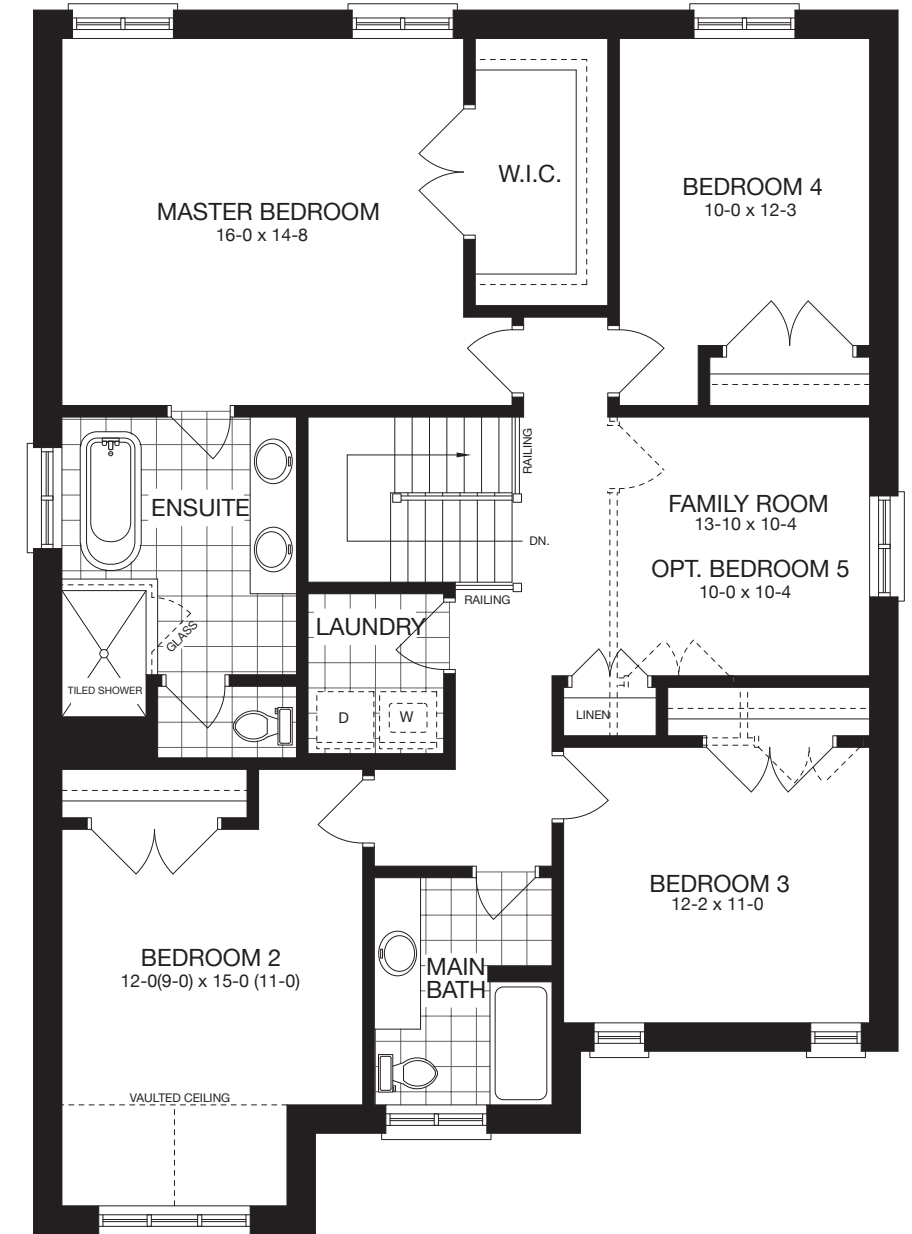 W.I.C.
BEDROOM 4
10-0 x 12-3
MASTER BEDROOM
16-0 x 14-8
RAILING
ENSUITE
FAMILY ROOM
13-10 x 10-4
DN.
OPT. BEDROOM 5
10-0 x 10-4
RAILING
LAUNDRY
GLASS
TILED SHOWER
D
W
LINEN
BEDROOM 3
12-2 x 11-0
BEDROOM 2
12-0(9-0) x 15-0 (11-0)
MAIN
BATH
VAULTED CEILING